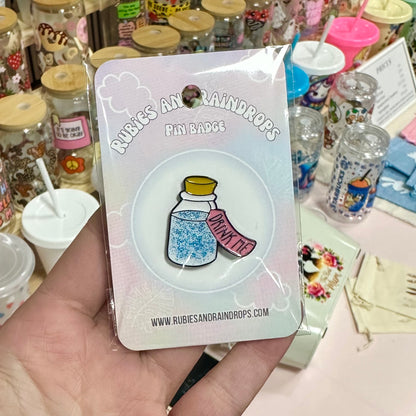 RUBIES AND RAINDROPS
PIN BADGE
DRINK ME
WWW.RUBIESANDRAINDROPS.COM